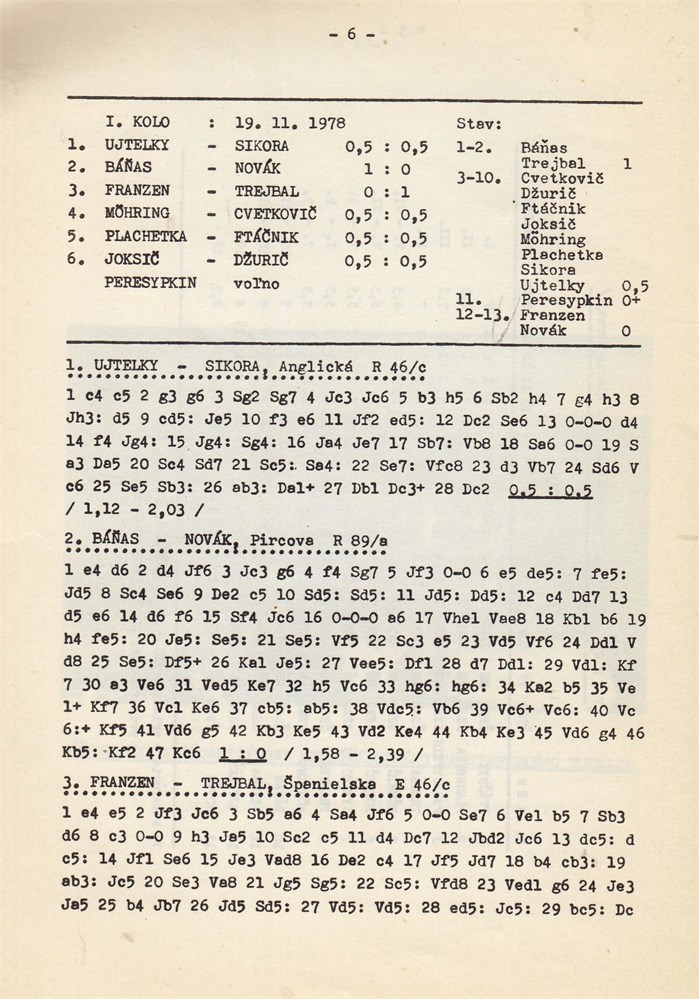 - 6 -
I. KOLO : 19. 11. 1978 Stav:
1. UJTELKY - SIKORA 0,5 : 0,5 1-2. Báňas
2. BÁŇAS - NOVÁK 1 : 0 Trejbal 1
3-10. Cvetkovič
3. FRANZEN - TREJBAL 0 : 1 Džurič
4. MÖHRING - CVETKOVIČ 0,5 : 0,5 Ftáčnik
Joksič
5. PLACHETKA - FTÁČNIK 0,5 : 0,5 Möhring
Plachetka
6. JOKSIČ - DŽURIČ 0,5 : 0,5 Sikora
PERESYPKIN voľno Ujtelky 0,5
11. Peresypkin 0+
12-13. Franzen
Novák 0
1. UJTELKY - SIKORA, Anglická R 46/c
1 c4 c5 2 g3 g6 3 Sg2 Sg7 4 Jc3 Jc6 5 b3 h5 6 Sb2 h4 7 g4 h3 8
Jh3: d5 9 cd5: Je5 10 f3 e6 11 Jf2 ed5: 12 Dc2 Se6 13 0-0-0 d4
14 f4 Jg4: 15 Jg4: Sg4: 16 Ja4 Je7 17 Sb7: Vb8 18 Sa6 0-0 19 S
a3 Da5 20 Sc4 Sd7 21 Sc5: Sa4: 22 Se7: Vfc8 23 d3 Vb7 24 Sd6 V
c6 25 Se5 Sb3: 26 ab3: Da1+ 27 Db1 Dc3+ 28 Dc2 0.5 : 0.5
/ 1,12 - 2,03 /
2. BÁŇAS - NOVÁK, Pircova R 89/a
1 e4 d6 2 d4 Jf6 3 Jc3 g6 4 f4 Sg7 5 Jf3 0-0 6 e5 de5: 7 fe5:
Jd5 8 Sc4 Se6 9 De2 c5 10 Sd5: Sd5: 11 Jd5: Dd5: 12 c4 Dd7 13
d5 e6 14 d6 f6 15 Sf4 Jc6 16 0-0-0 a6 17 Vhe1 Vae8 18 Kb1 b6 19
h4 fe5: 20 Je5: Se5: 21 Se5: Vf5 22 Sc3 e5 23 Vd5 Vf6 24 Dd1 V
d8 25 Se5: Df5+ 26 Ka1 Je5: 27 Vee5: Df1 28 d7 Dd1: 29 Vd1: Kf
7 30 a3 Ve6 31 Ved5 Ke7 32 h5 Vc6 33 hg6: hg6: 34 Ka2 b5 35 Ve
1+ Kf7 36 Vc1 Ke6 37 cb5: ab5: 38 Vdc5: Vb6 39 Vc6+ Vc6: 40 Vc
6:+ Kf5 41 Vd6 g5 42 Kb3 Ke5 43 Vd2 Ke4 44 Kb4 Ke3 45 Vd6 g4 46
Kb5: Kf2 47 Kc6 1 : 0 / 1,58 - 2,39 /
3. FRANZEN - TREJBAL, Španielska E 46/c
1 e4 e5 2 Jf3 Jc6 3 Sb5 a6 4 Sa4 Jf6 5 0-0 Se7 6 Ve1 b5 7 Sb3
d6 8 c3 0-0 9 h3 Ja5 10 Sc2 c5 11 d4 Dc7 12 Jbd2 Jc6 13 dc5: d
c5: 14 Jf1 Se6 15 Je3 Vad8 16 De2 c4 17 Jf5 Jd7 18 b4 cb3: 19
ab3: Jc5 20 Se3 Va8 21 Jg5 Sg5: 22 Sc5: Vfd8 23 Ved1 g6 24 Je3
Ja5 25 b4 Jb7 26 Jd5 Sd5: 27 Vd5: Vd5: 28 ed5: Jc5: 29 bc5: Dc